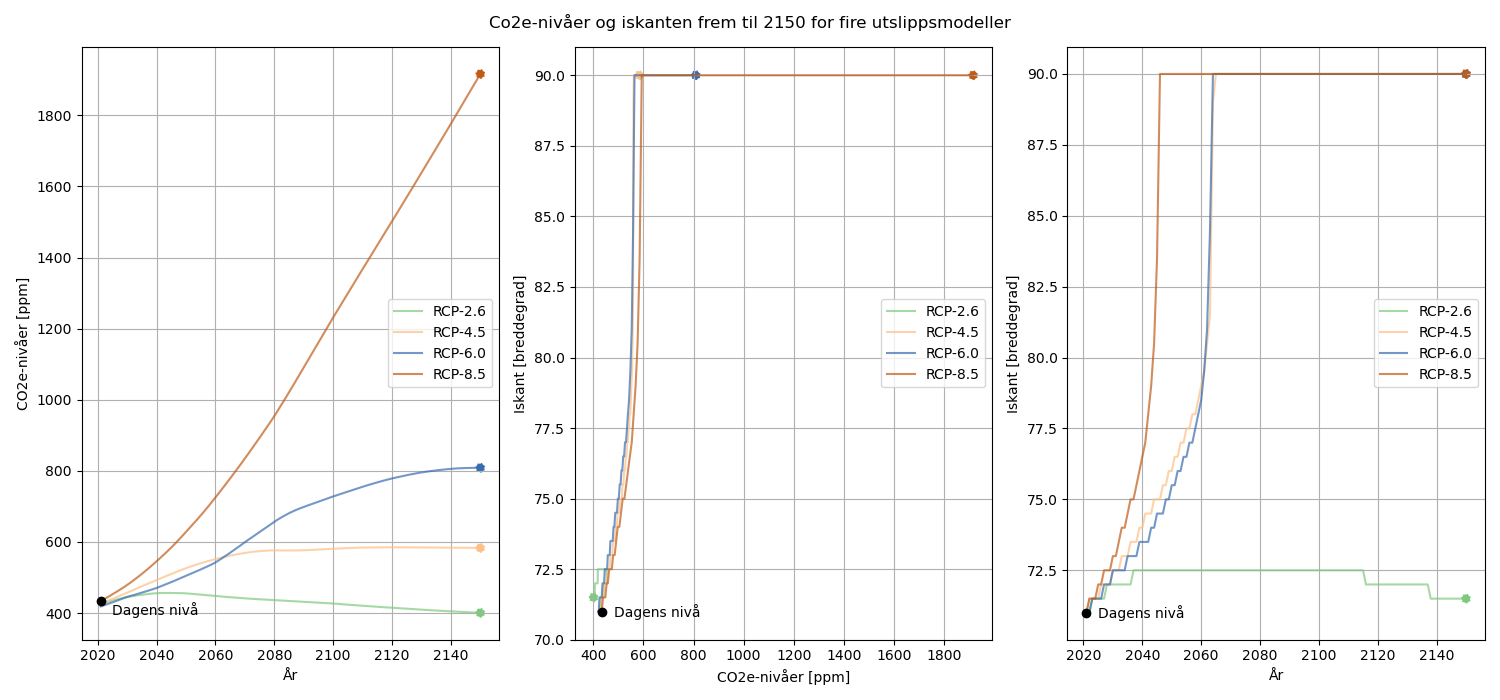 Co2e-nivåer og iskanten frem til 2150 for fire utslippsmodeller
CO2e-nivåer [ppm]
1800
1600
1400
1200
1000
800
600
400
2020 2040 2060 2080 2100 2120 2140
År
RCP-2.6
RCP-4.5
RCP-6.0
RCP-8.5
Dagens nivå
Iskant [breddegrad]
90.0
87.5
85.0
82.5
80.0
77.5
75.0
72.5
70.0
400 600 800 1000 1200 1400 1600 1800
CO2e-nivåer [ppm]
RCP-2.6
RCP-4.5
RCP-6.0
RCP-8.5
Dagens nivå
Iskant [breddegrad]
90.0
87.5
85.0
82.5
80.0
77.5
75.0
72.5
2020 2040 2060 2080 2100 2120 2140
År
RCP-2.6
RCP-4.5
RCP-6.0
RCP-8.5
Dagens nivå